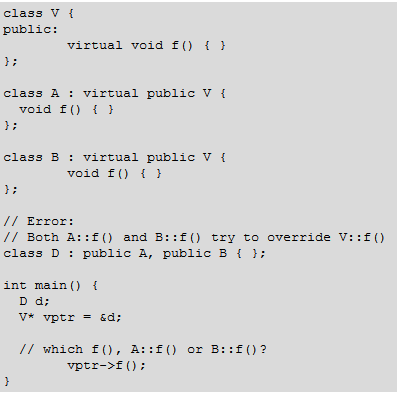 class V {
public:
        virtual void f() { }
};

class A : virtual public V {
  void f() { }
};

class B : virtual public V {
        void f() { }
};

// Error:
// Both A::f() and B::f() try to override V::f()
class D : public A, public B { };

int main() {
  D d;
  V* vptr = &d;

  // which f(), A::f() or B::f()?
        vptr->f();
}